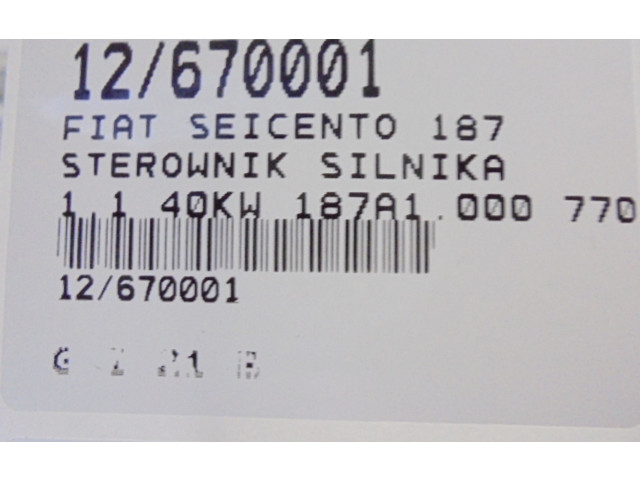 12/670001
FIAT SEICENTO 187
STEROWNIK SILNIKA
1.1 40KW 187A1.000 770
12/670001